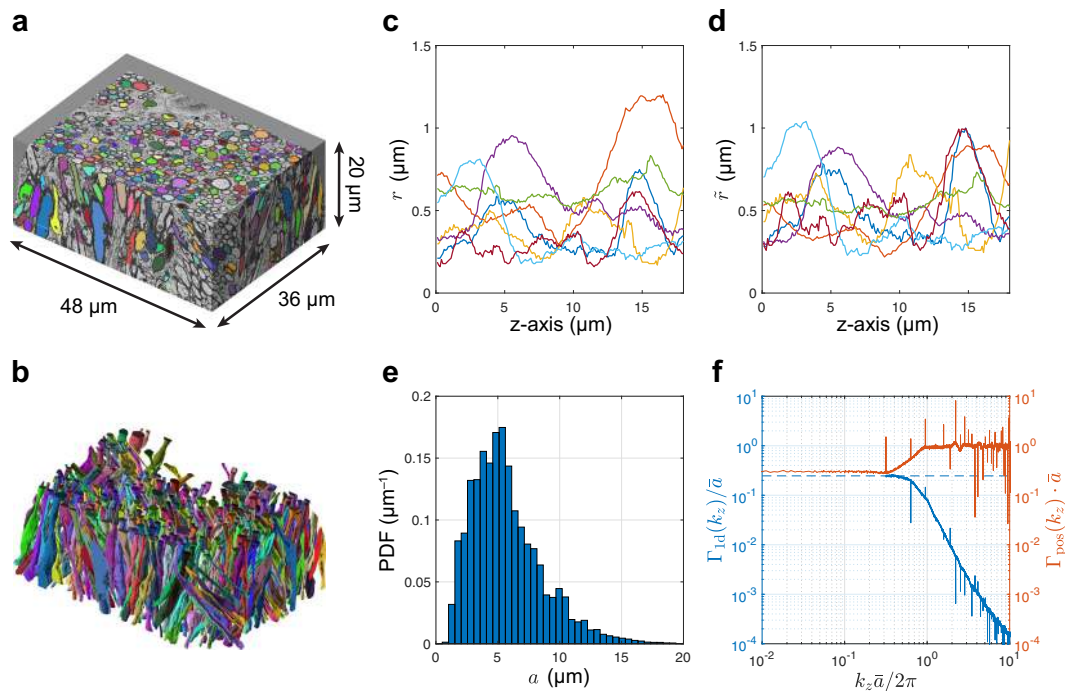 a
20 µm
48 µm
36 µm
b
c
1.5
1
0.5
0
r (µm)
0 5 10 15
z-axis (µm)
d
1.5
1
0.5
0
r̃ (µm)
0 5 10 15
z-axis (µm)
e
0.2
0.15
0.1
0.05
0
PDF (µm⁻¹)
0 5 10 15 20
a (µm)
f
10¹
10⁰
10⁻¹
10⁻²
10⁻³
10⁻⁴
Γ₁d(k_z)/ā
10¹
10⁰
10⁻¹
10⁻²
10⁻³
10⁻⁴
Γpos(k_z) · ā
10⁻² 10⁻¹ 10⁰ 10¹
k_z ā/2π